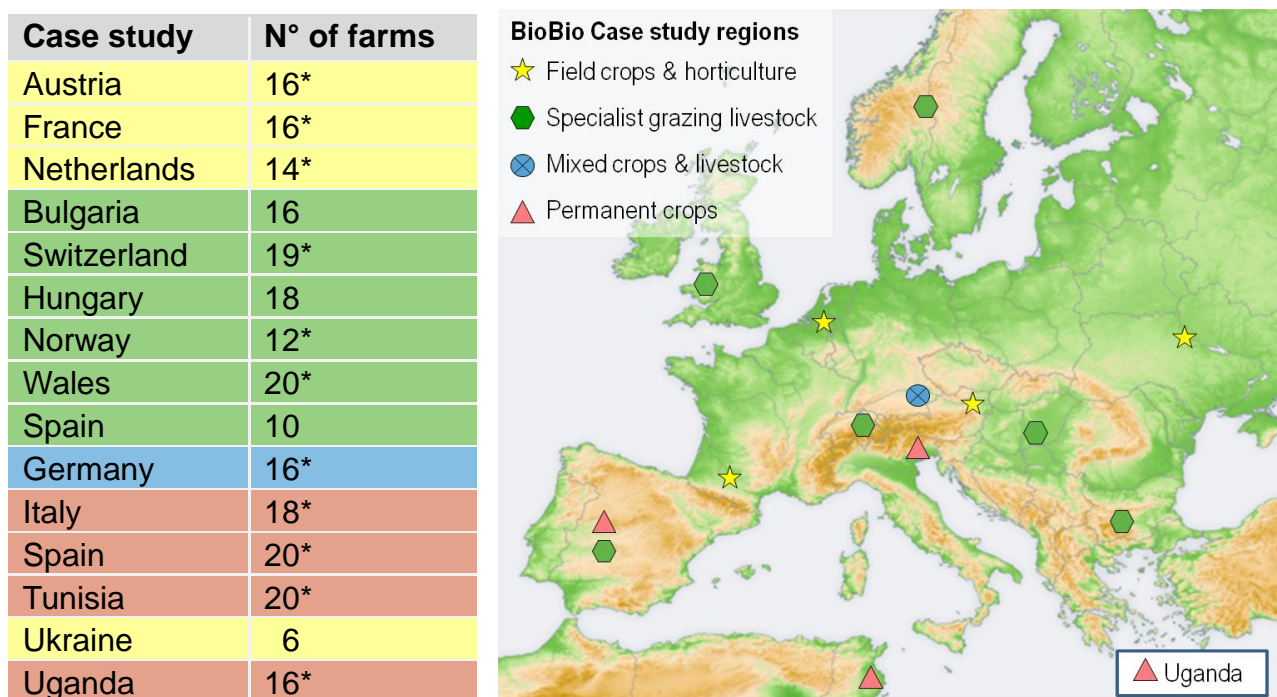 Case study N° of farms
Austria 16*
France 16*
Netherlands 14*
Bulgaria 16
Switzerland 19*
Hungary 18
Norway 12*
Wales 20*
Spain 10
Germany 16*
Italy 18*
Spain 20*
Tunisia 20*
Ukraine 6
Uganda 16*
BioBio Case study regions
Field crops & horticulture
Specialist grazing livestock
Mixed crops & livestock
Permanent crops
Uganda